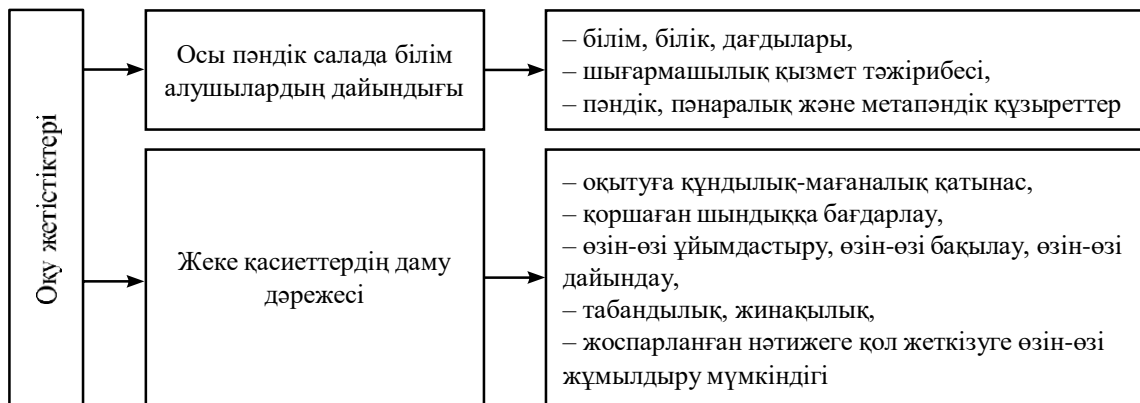 Оқу жетістіктері
Осы пәндік салада білім
алушылардың дайындығы
– білім, білік, дағдылары,
– шығармашылық қызмет тәжірибесі,
– пәндік, пәнаралық және метапәндік құзыреттер
Жеке қасиеттердің даму
дәрежесі
– оқытуға құндылық-мағаналық қатынас,
– қоршаған шындыққа бағдарлау,
– өзін-өзі ұйымдастыру, өзін-өзі бақылау, өзін-өзі
дайындау,
– табандылық, жинақылық,
– жоспарланған нәтижеге қол жеткізуге өзін-өзі
жұмылдыру мүмкіндігі